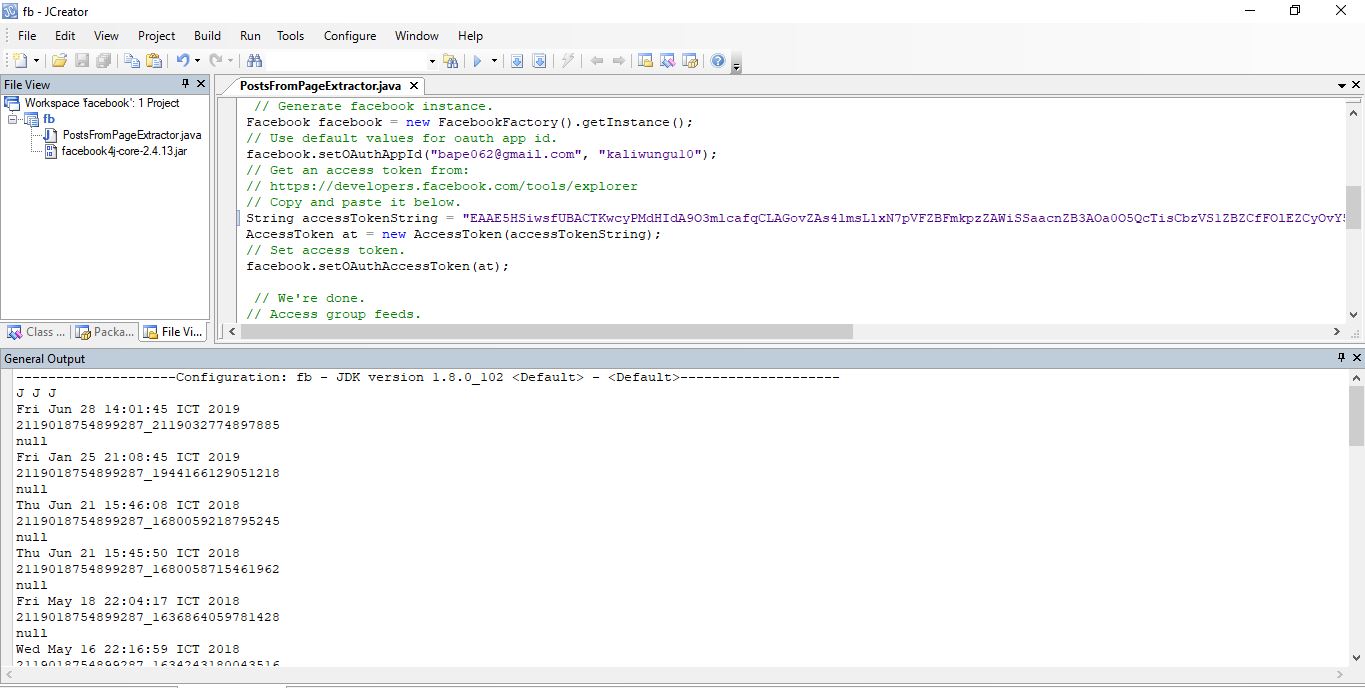 fb - JCreator
File Edit View Project Build Run Tools Configure Window Help
File View
Workspace 'facebook': 1 Project
fb
PostsFromPageExtractor.java
facebook4j-core-2.4.13.jar
Class ... Packa... File Vi...
PostsFromPageExtractor.java
// Generate facebook instance.
Facebook facebook = new FacebookFactory().getInstance();
// Use default values for oauth app id.
facebook.setOAuthAppId("bape062@gmail.com", "kaliwungu10");
// Get an access token from:
// https://developers.facebook.com/tools/explorer
// Copy and paste it below.
String accessTokenString =
AccessToken at = new AccessToken(accessTokenString);
// Set access token.
facebook.setOAuthAccessToken(at);
// We're done.
// Access group feeds.
General Output
--------------------Configuration: fb - JDK version 1.8.0_102 <Default> - <Default>--------------------
J J J
Fri Jun 28 14:01:45 ICT 2019
2119018754899287_2119032774897885
null
Fri Jan 25 21:08:45 ICT 2019
2119018754899287_1944166129051218
null
Thu Jun 21 15:46:08 ICT 2018
2119018754899287_1680059218795245
null
Thu Jun 21 15:45:50 ICT 2018
2119018754899287_1680058715461962
null
Fri May 18 22:04:17 ICT 2018
2119018754899287_1636864059781428
null
Wed May 16 22:16:59 ICT 2018
2119018754899287_1634243180043516